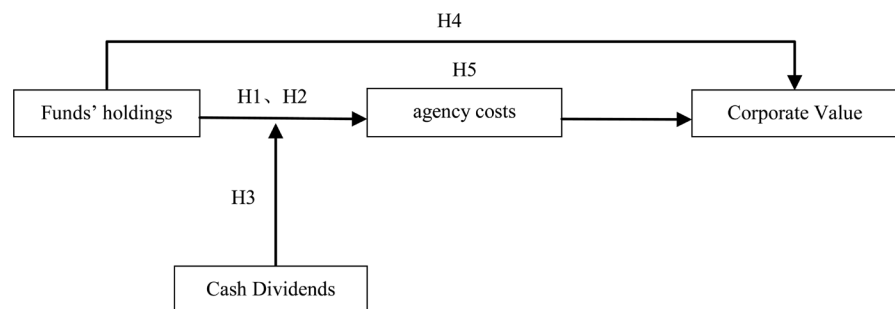 H4
H5
Funds’ holdings
H1、H2
agency costs
Corporate Value
H3
Cash Dividends